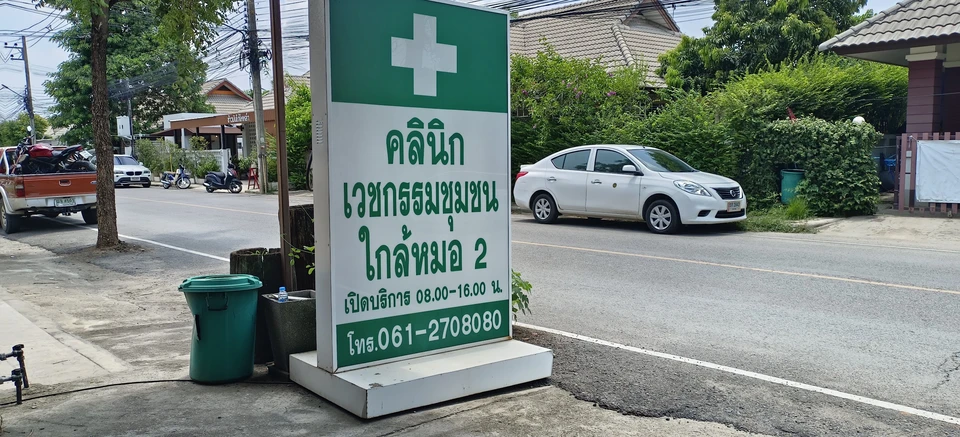 คลินิก
เวชกรรมชุมชน
ใกล้หมอ 2
เปิดบริการ 08.00-16.00 น.
โทร.061-2708080